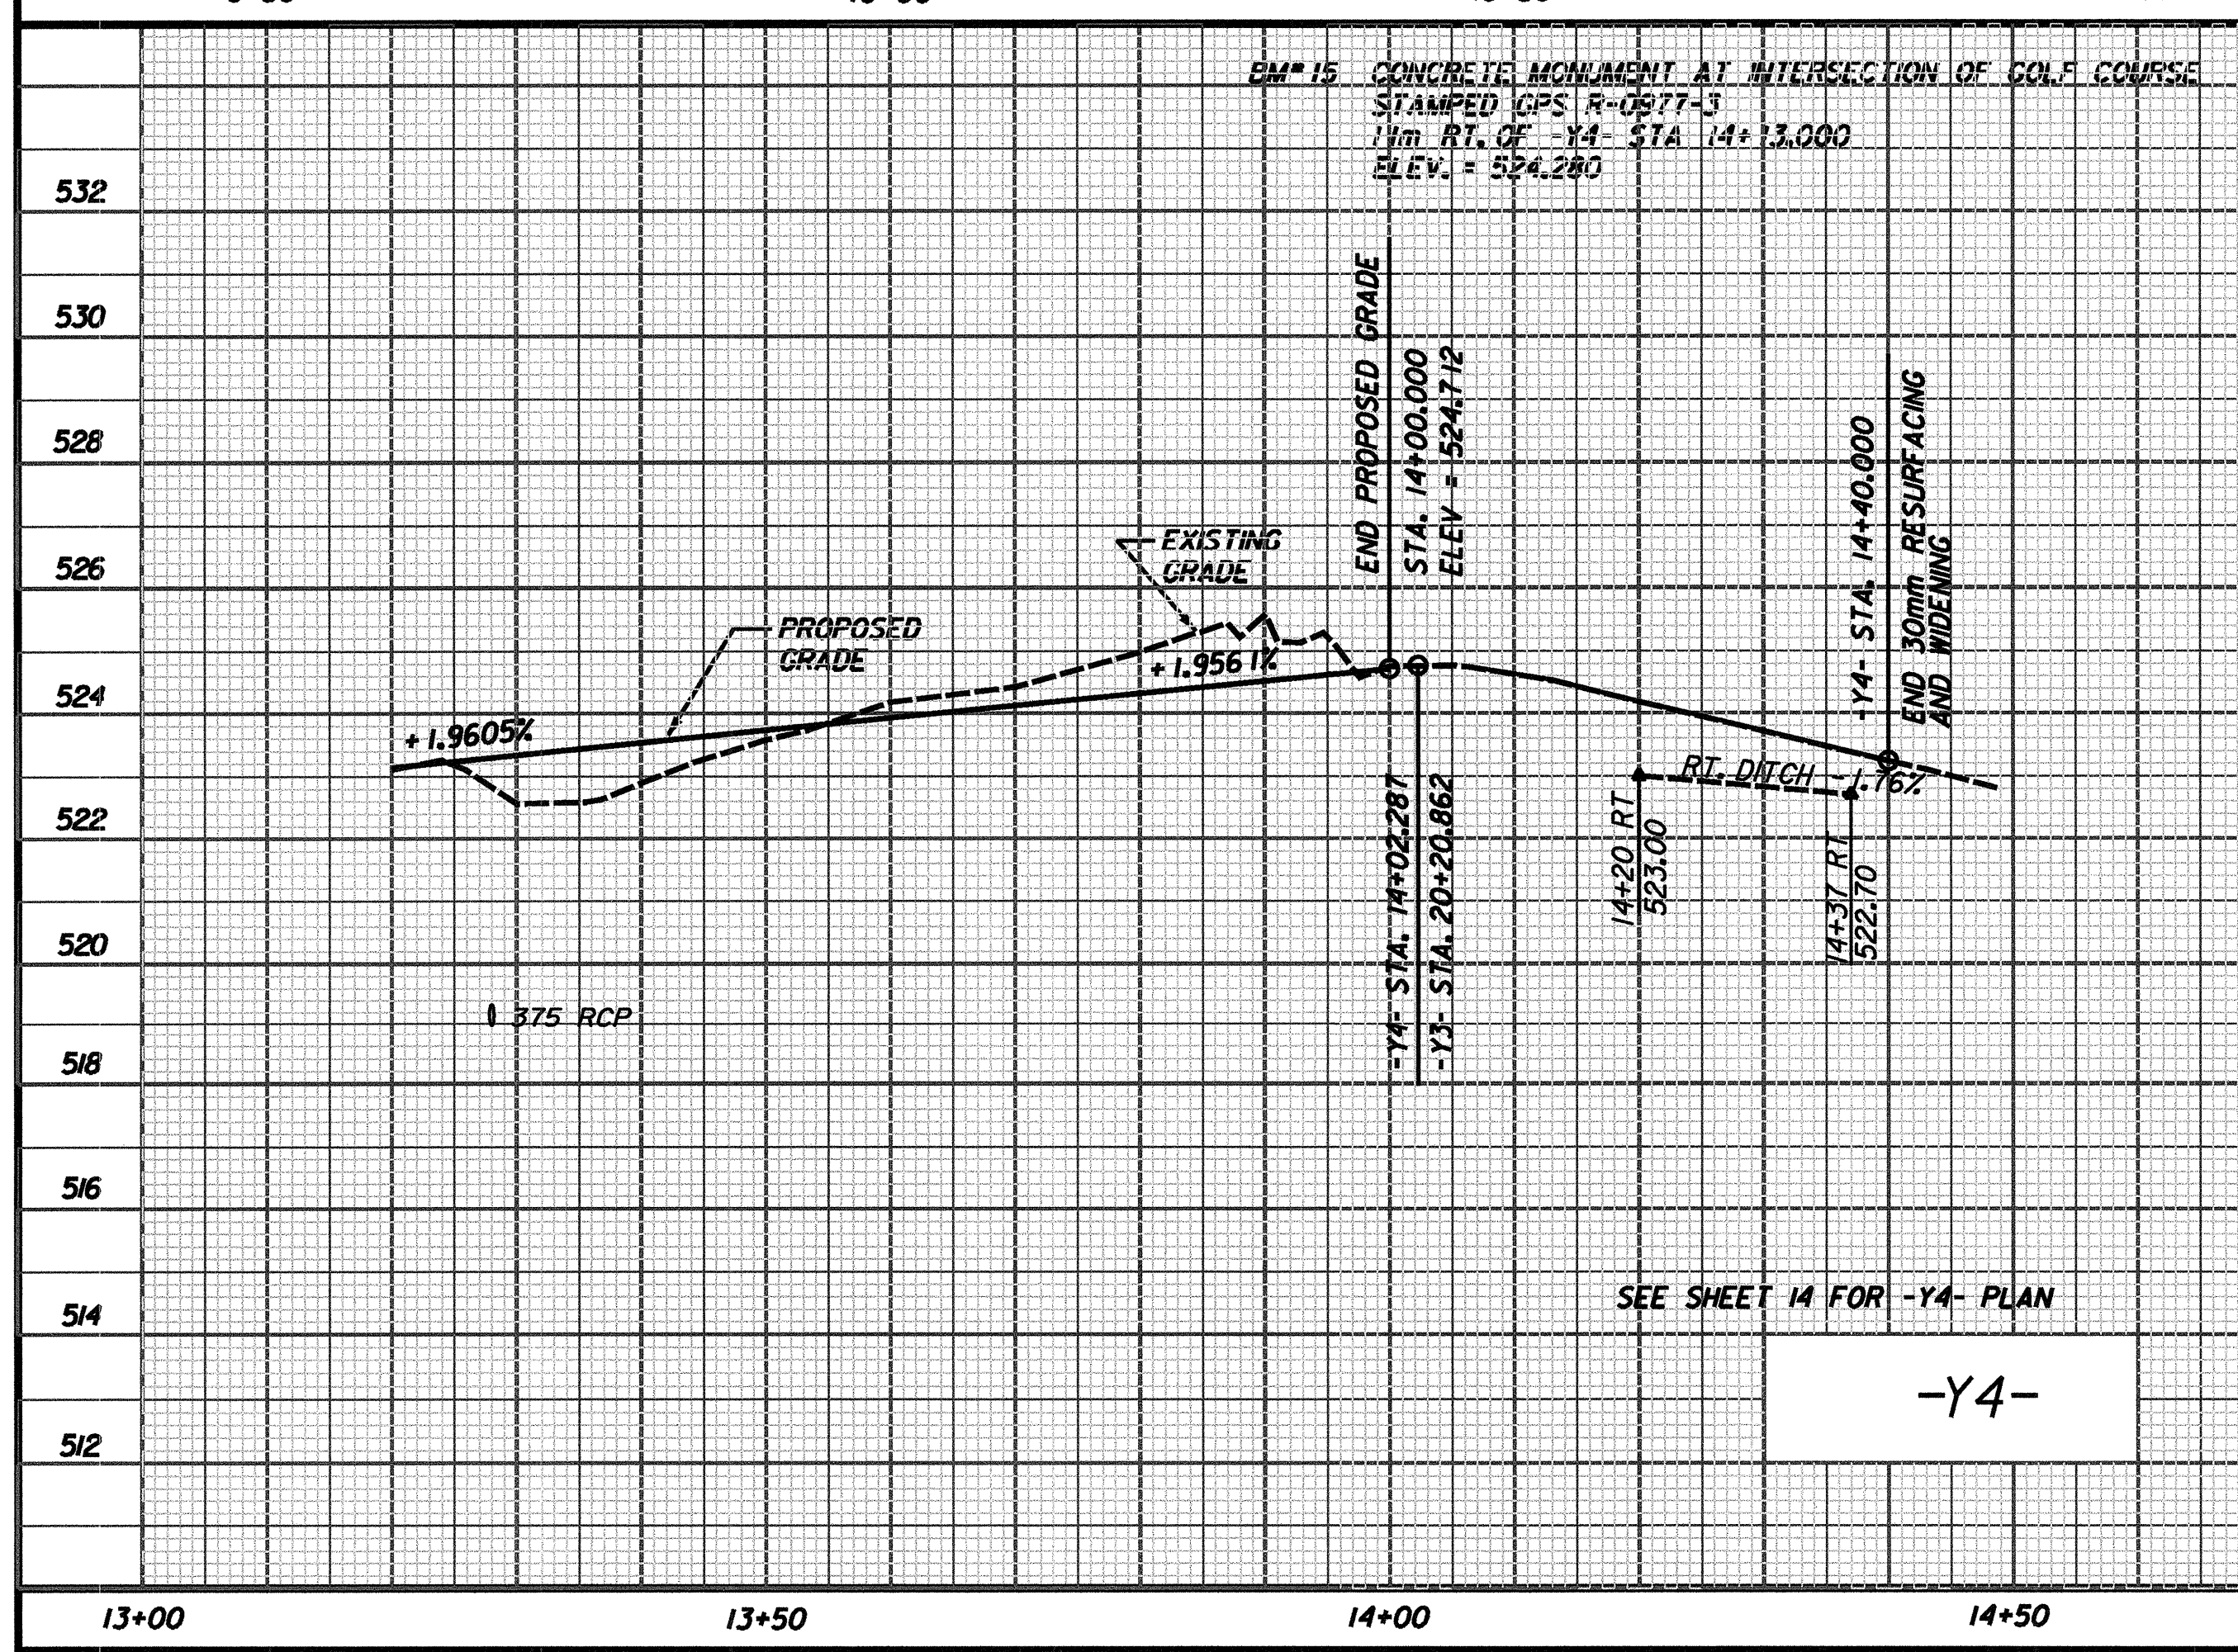 BM#15 CONCRETE MONUMENT AT INTERSECTION OF GOLF COURSE
STAMPED GPS R-0977-3
11m RT. OF -Y4- STA 14+13.000
ELEV. = 524.280
532
530
528
526
524
522
520
518
516
514
512
END PROPOSED GRADE
STA. 14+00.000
ELEV = 524.712
-Y4- STA. 14+40.000
END 30mm RESURFACING
AND WIDENING
EXISTING
GRADE
PROPOSED
GRADE
+1.9605%
+1.9561%
RT. DITCH -1.76%
-Y4- STA. 14+02.287
-Y3- STA. 20+20.862
14+20 RT
523.00
14+37 RT
522.70
375 RCP
SEE SHEET 14 FOR -Y4- PLAN
-Y4-
13+00
13+50
14+00
14+50